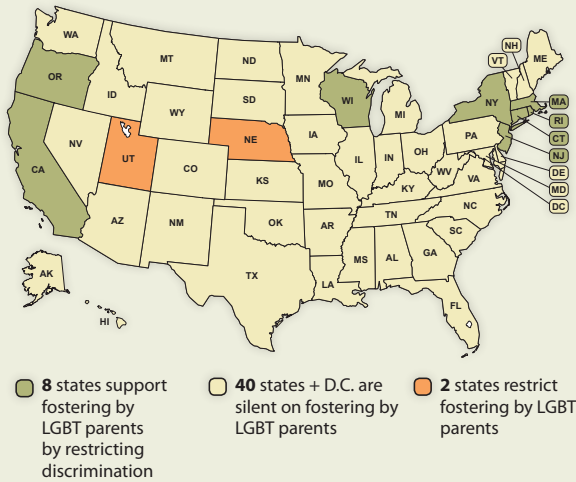 WA
MT
ND
MN
OR
ID
SD
WI
WY
MI
NY
VT
NH
ME
MA
RI
CT
NJ
DE
MD
DC
NV
UT
NE
IA
PA
CA
CO
IL
IN
OH
WV
VA
KS
MO
KY
NC
AZ
NM
OK
AR
TN
SC
TX
LA
MS
AL
GA
FL
AK
HI
8 states support
fostering by
LGBT parents
by restricting
discrimination
40 states + D.C. are
silent on fostering by
LGBT parents
2 states restrict
fostering by LGBT
parents